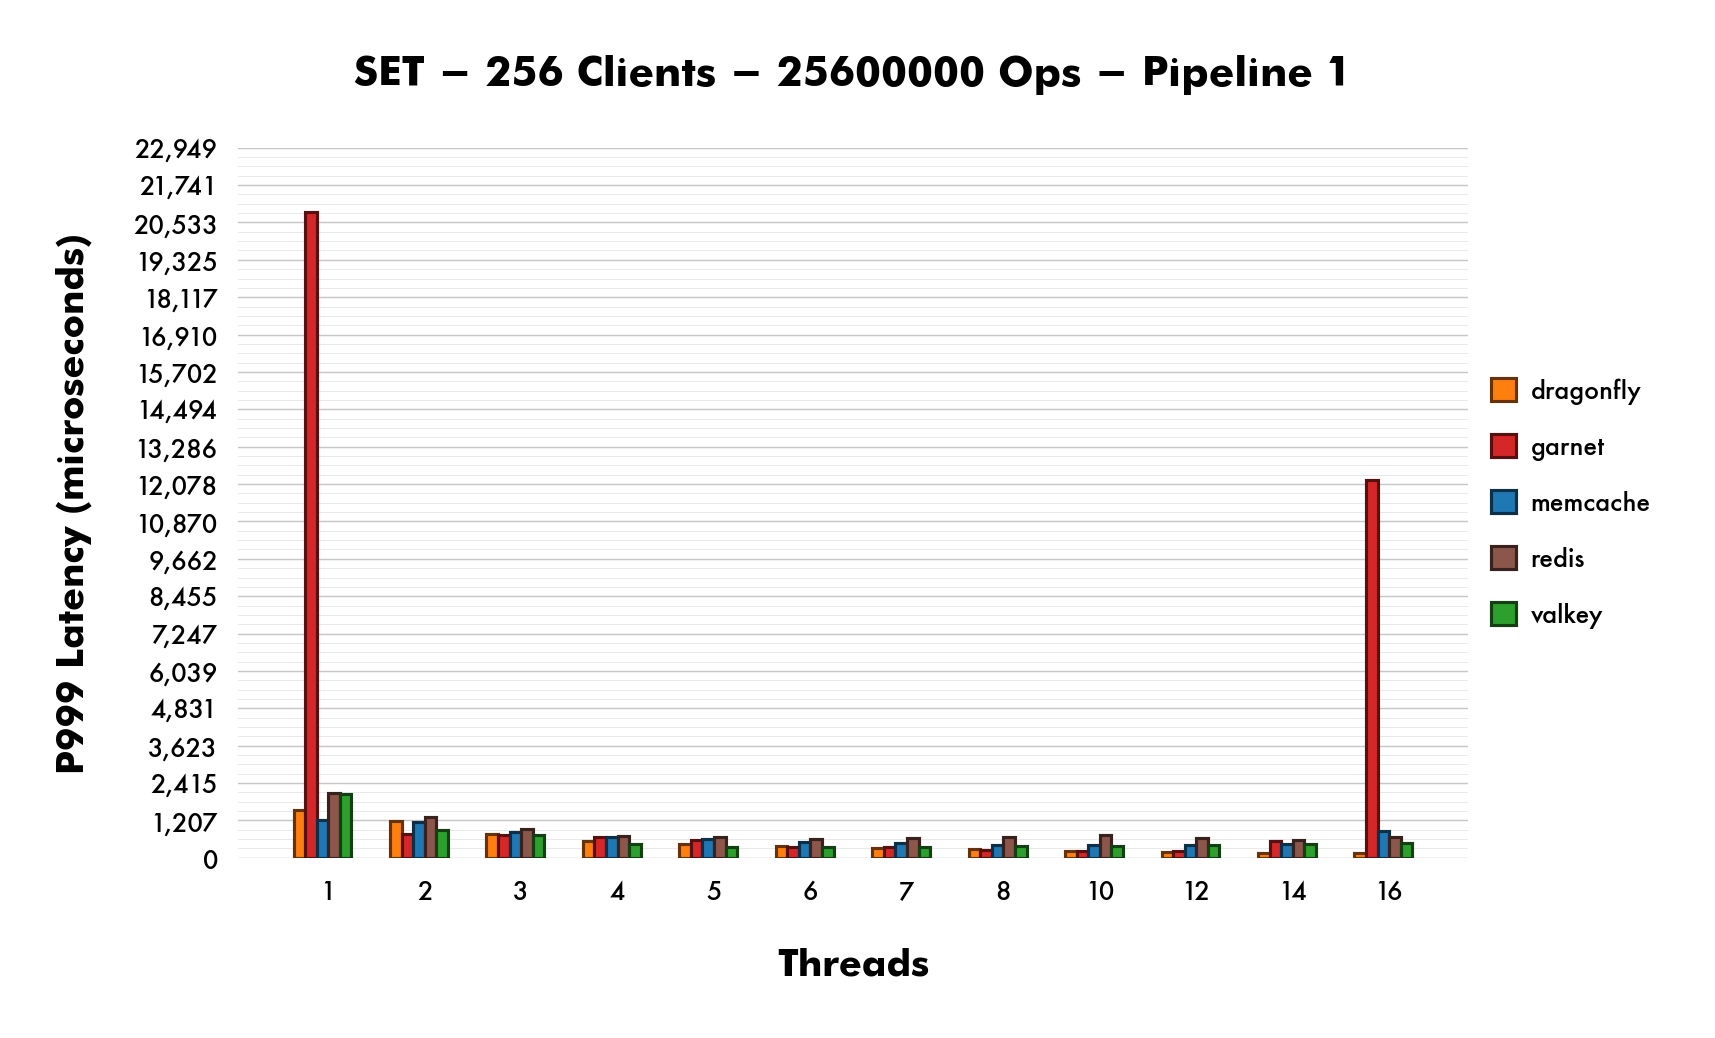 SET – 256 Clients – 25600000 Ops – Pipeline 1
P999 Latency (microseconds)
22,949
21,741
20,533
19,325
18,117
16,910
15,702
14,494
13,286
12,078
10,870
9,662
8,455
7,247
6,039
4,831
3,623
2,415
1,207
0
1 2 3 4 5 6 7 8 10 12 14 16
Threads
dragonfly
garnet
memcache
redis
valkey